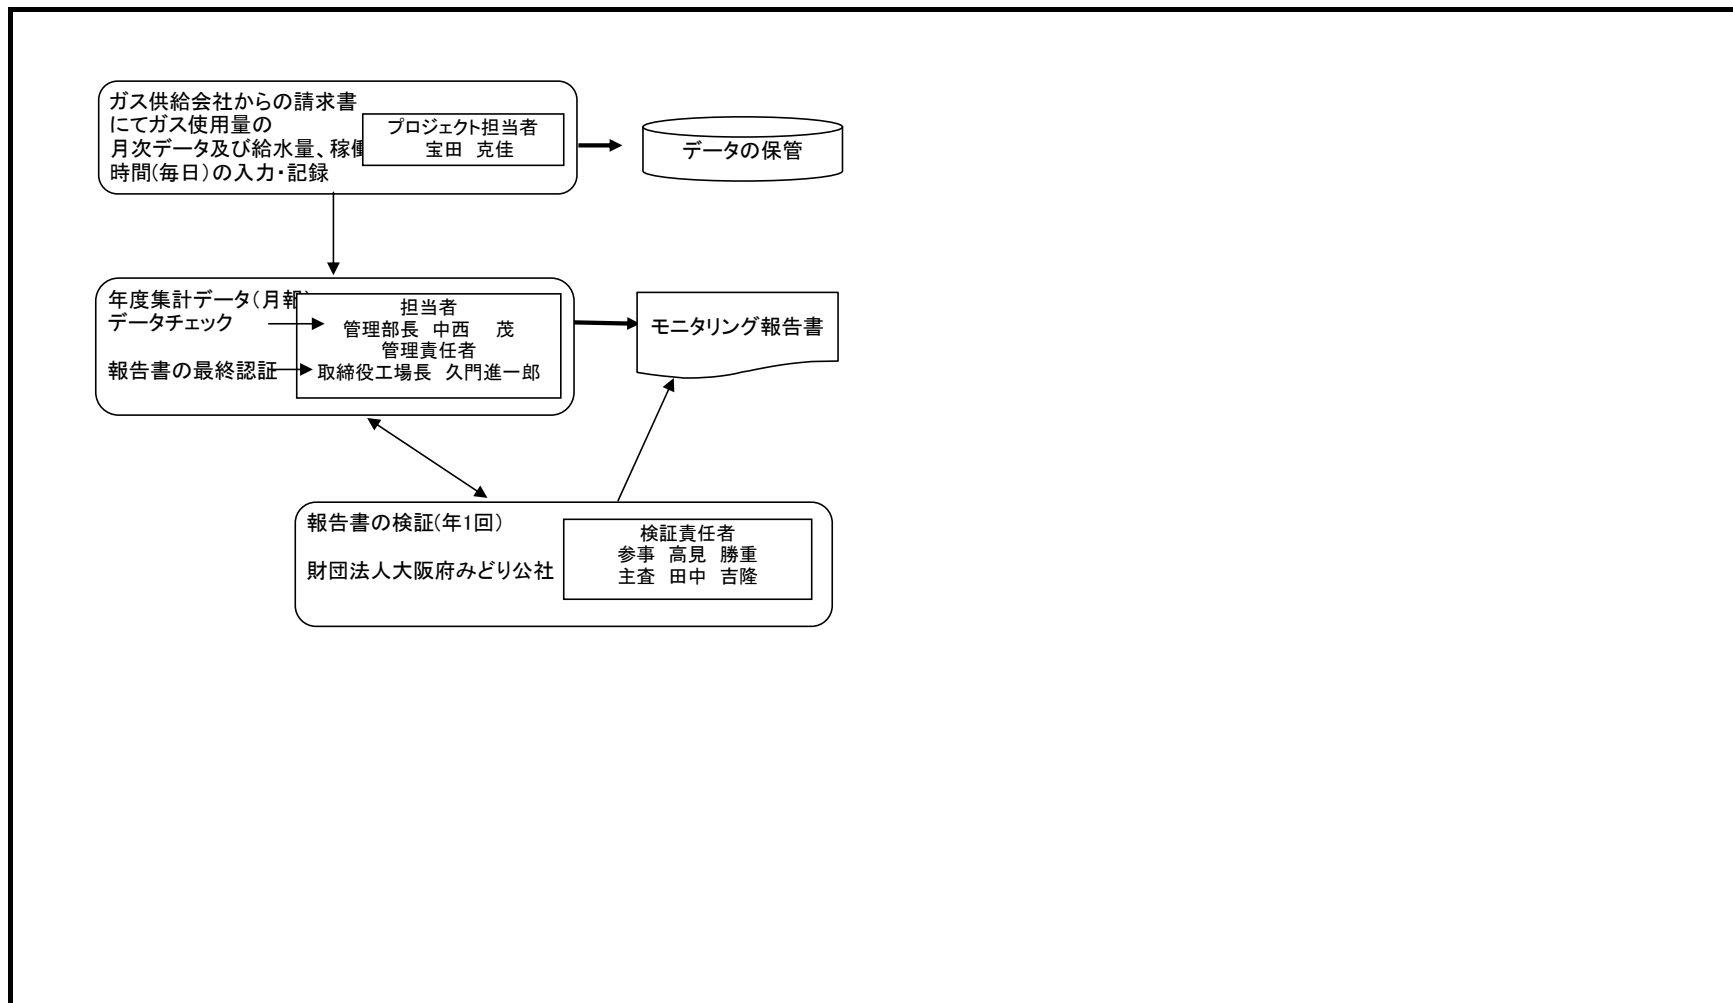 ガス供給会社からの請求書
にてガス使用量の
月次データ及び給水量、稼働
時間(毎日)の入力・記録
プロジェクト担当者
宝田 克佳
データの保管
年度集計データ(月報)
データチェック
報告書の最終認証
担当者
管理部長 中西 茂
管理責任者
取締役工場長 久門進一郎
モニタリング報告書
報告書の検証(年1回)
財団法人大阪府みどり公社
検証責任者
参事 高見 勝重
主査 田中 吉隆